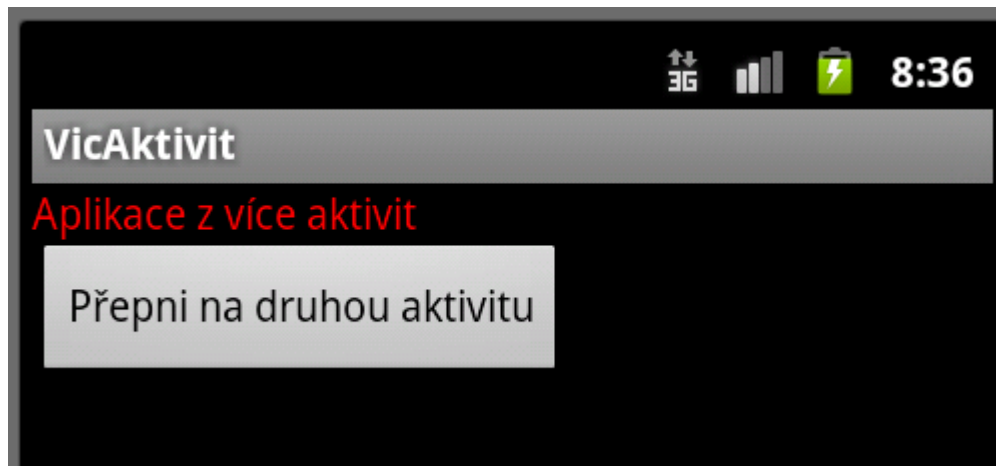 3G
8:36
VicAktivit
Aplikace z více aktivit
Přepni na druhou aktivitu